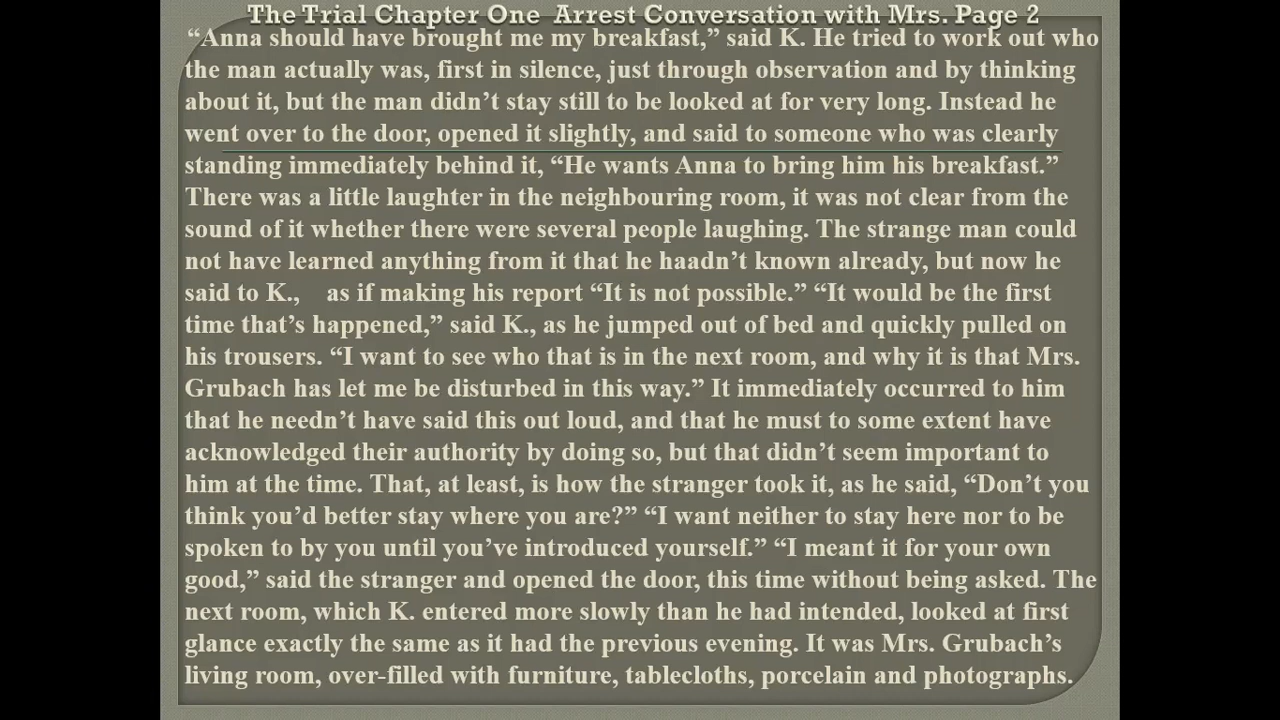 The Trial Chapter One  Arrest Conversation with Mrs. Page 2
“Anna should have brought me my breakfast,” said K. He tried to work out who
the man actually was, first in silence, just through observation and by thinking
about it, but the man didn’t stay still to be looked at for very long. Instead he
went over to the door, opened it slightly, and said to someone who was clearly
standing immediately behind it, “He wants Anna to bring him his breakfast.”
There was a little laughter in the neighbouring room, it was not clear from the
sound of it whether there were several people laughing. The strange man could
not have learned anything from it that he haadn’t known already, but now he
said to K.,    as if making his report “It is not possible.” “It would be the first
time that’s happened,” said K., as he jumped out of bed and quickly pulled on
his trousers. “I want to see who that is in the next room, and why it is that Mrs.
Grubach has let me be disturbed in this way.” It immediately occurred to him
that he needn’t have said this out loud, and that he must to some extent have
acknowledged their authority by doing so, but that didn’t seem important to
him at the time. That, at least, is how the stranger took it, as he said, “Don’t you
think you’d better stay where you are?” “I want neither to stay here nor to be
spoken to by you until you’ve introduced yourself.” “I meant it for your own
good,” said the stranger and opened the door, this time without being asked. The
next room, which K. entered more slowly than he had intended, looked at first
glance exactly the same as it had the previous evening. It was Mrs. Grubach’s
living room, over-filled with furniture, tablecloths, porcelain and photographs.